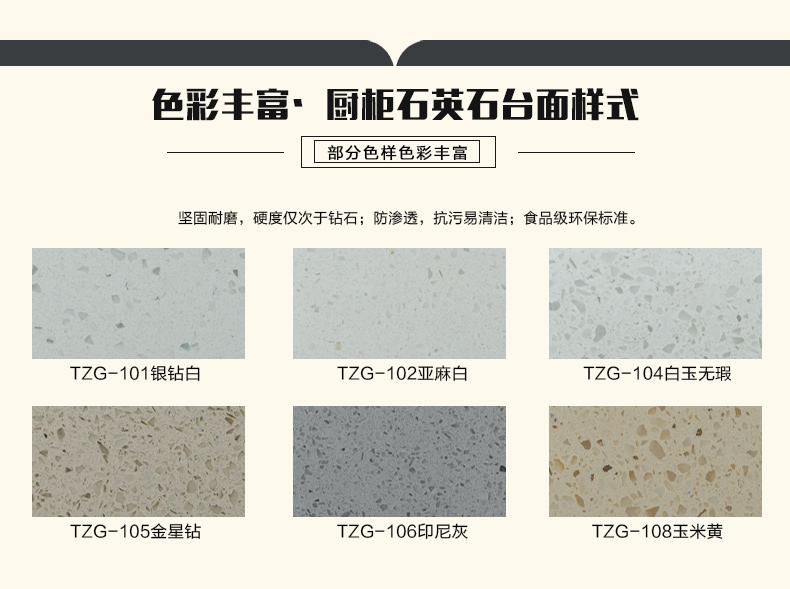 色彩丰富· 厨柜石英石台面样式
部分色样色彩丰富
坚固耐磨，硬度仅次于钻石；防渗透，抗污易清洁；食品级环保标准。
TZG-101银钻白
TZG-102亚麻白
TZG-104白玉无瑕
TZG-105金星钻
TZG-106印尼灰
TZG-108玉米黄